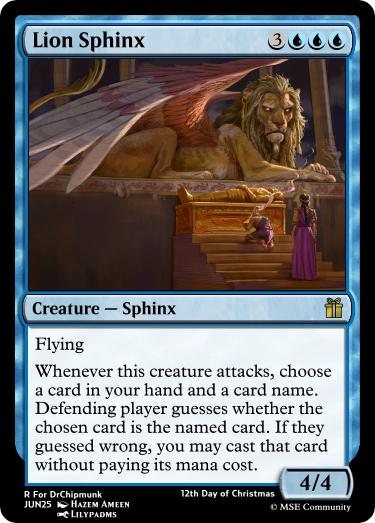 Lion Sphinx 3
Creature — Sphinx
Flying
Whenever this creature attacks, choose
a card in your hand and a card name.
Defending player guesses whether the
chosen card is the named card. If they
guessed wrong, you may cast that card
without paying its mana cost.
4/4
R For DrChipmunk 12th Day of Christmas
JUN25 Hazem Ameen © MSE Community
Lilypadms